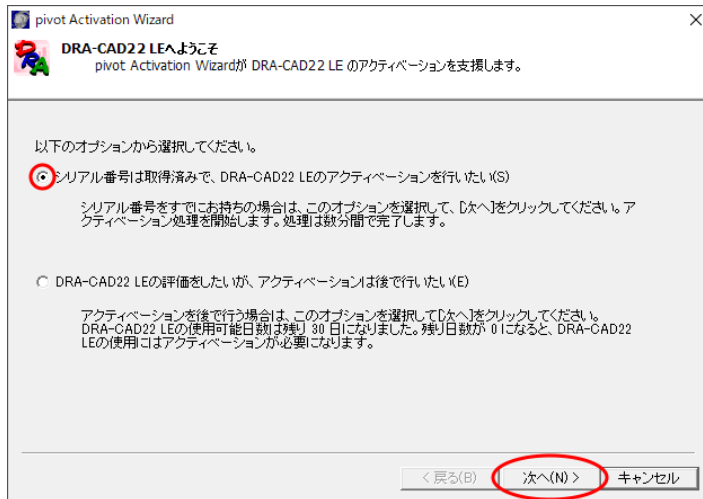 pivot Activation Wizard
DRA-CAD22 LEへようこそ
pivot Activation Wizardが DRA-CAD22 LE のアクティベーションを支援します。
以下のオプションから選択してください。
シリアル番号は取得済みで、DRA-CAD22 LEのアクティベーションを行いたい(S)
シリアル番号をすでにお持ちの場合は、このオプションを選択して、[次へ]をクリックしてください。ア
クティベーション処理を開始します。処理は数分間で完了します。
DRA-CAD22 LEの評価をしたいが、アクティベーションは後で行いたい(E)
アクティベーションを後で行う場合は、このオプションを選択して[次へ]をクリックしてください。
DRA-CAD22 LEの使用可能日数は残り 30 日になりました。残り日数が 0 になると、DRA-CAD22
LEの使用にはアクティベーションが必要になります。
< 戻る(B)
次へ(N) >
キャンセル
DRA